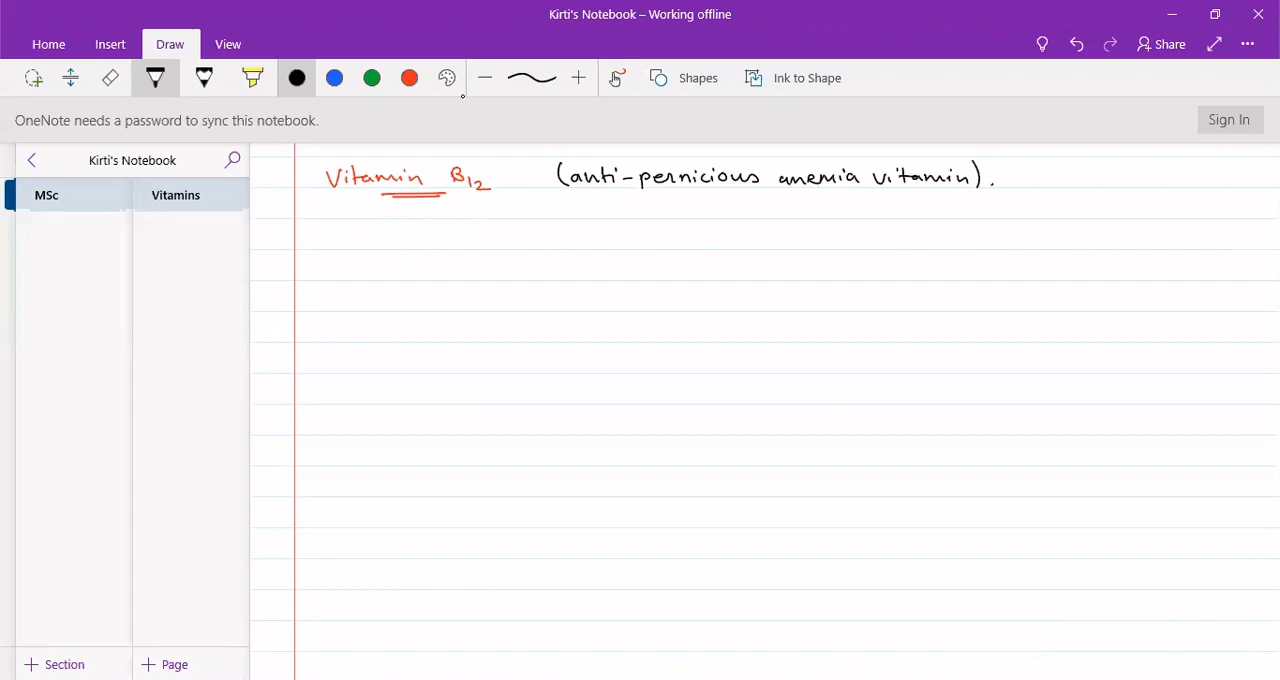 Kirti's Notebook – Working offline
Home Insert Draw View Share
Shapes Ink to Shape
OneNote needs a password to sync this notebook. Sign In
Kirti's Notebook
MSc Vitamins
Vitamin B12 (anti-pernicious anemia vitamin).
+ Section + Page